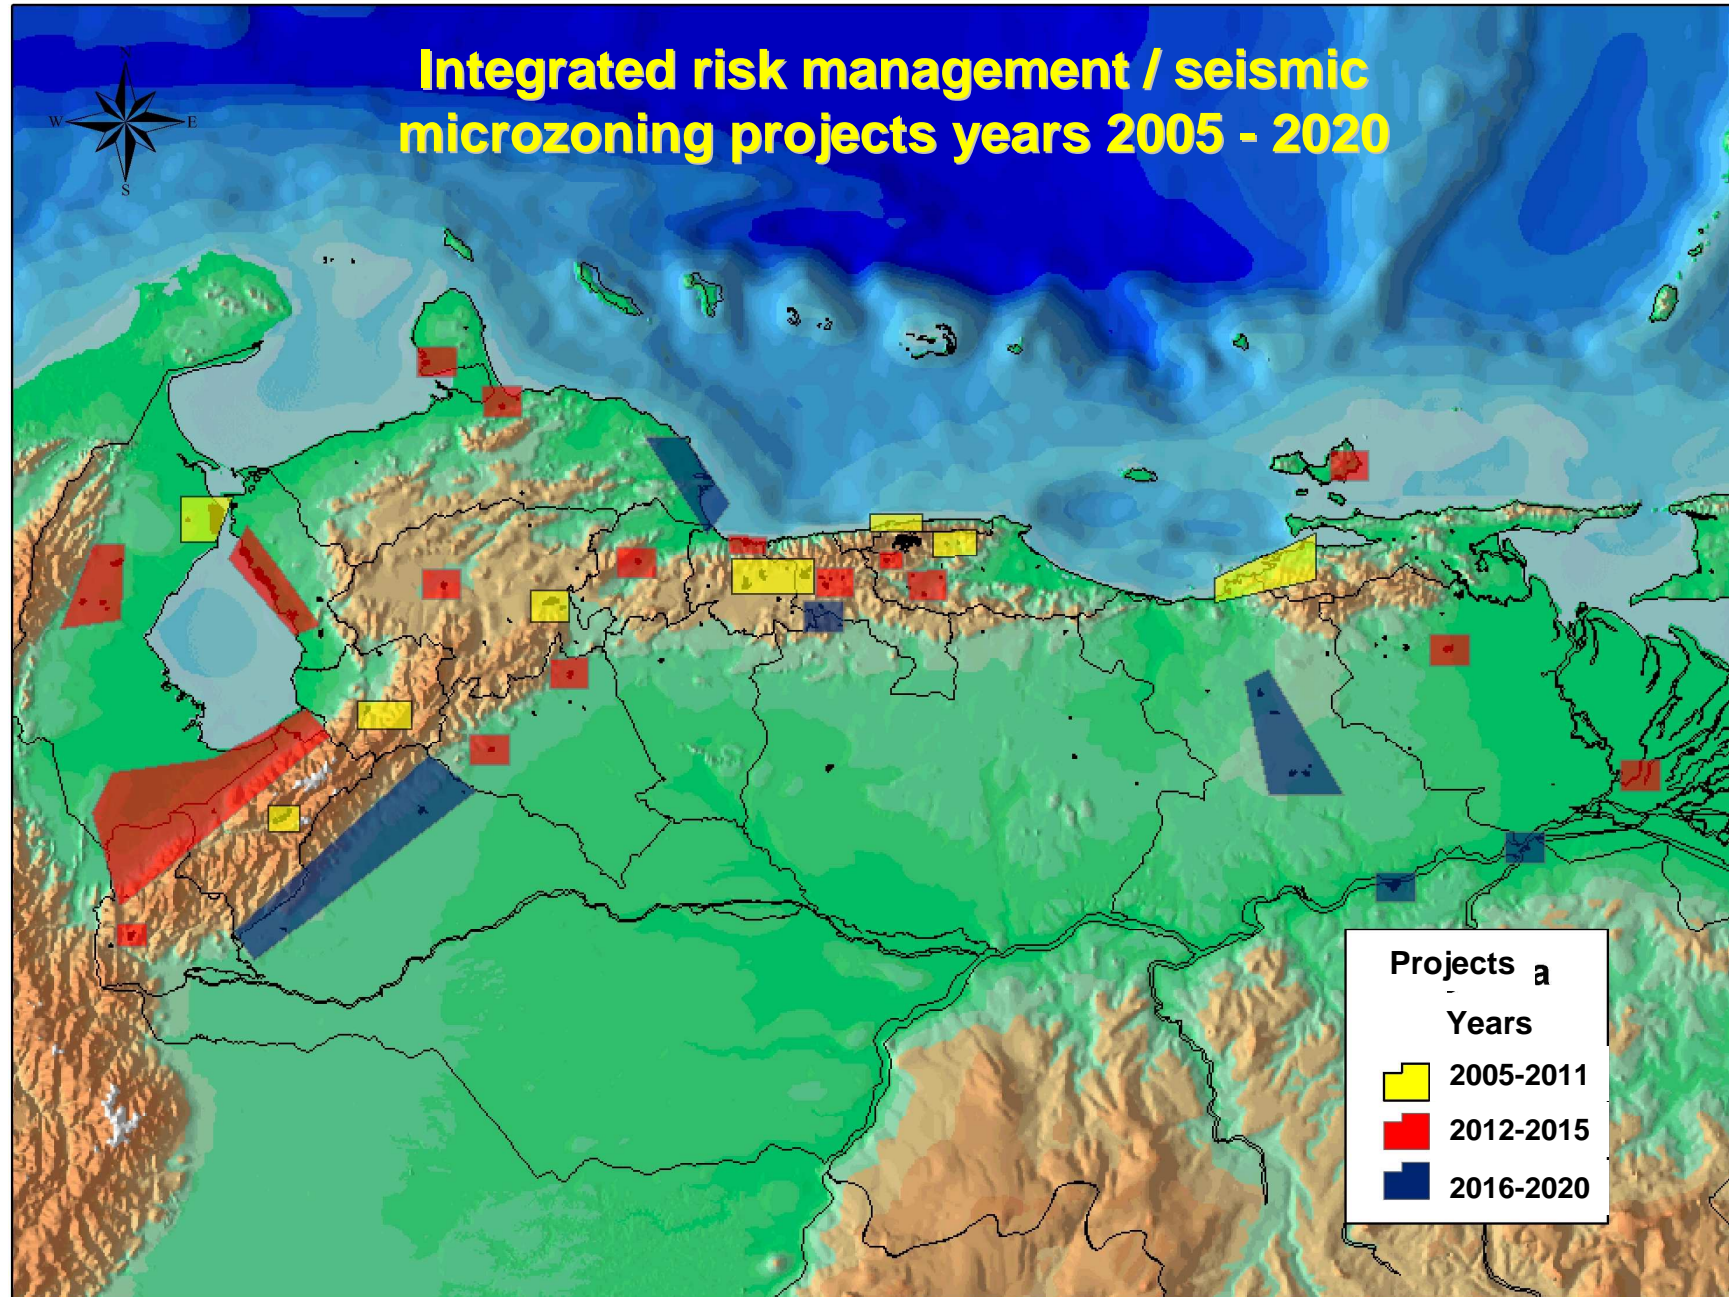 Integrated risk management / seismic
microzoning projects years 2005 - 2020
N
W E
S
Projects a
Years
2005-2011
2012-2015
2016-2020